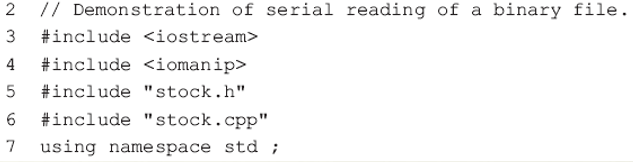 2 // Demonstration of serial reading of a binary file.
3 #include <iostream>
4 #include <iomanip>
5 #include "stock.h"
6 #include "stock.cpp"
7 using namespace std ;